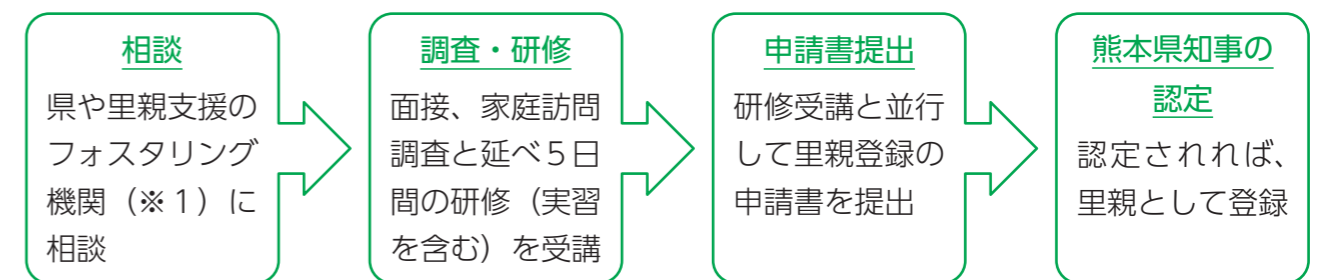 相談
県や里親支援の
フォスタリング
機関（※１）に
相談
調査・研修
面接、家庭訪問
調査と延べ５日
間の研修（実習
を含む）を受講
申請書提出
研修受講と並行
して里親登録の
申請書を提出
熊本県知事の
認定
認定されれば、
里親として登録